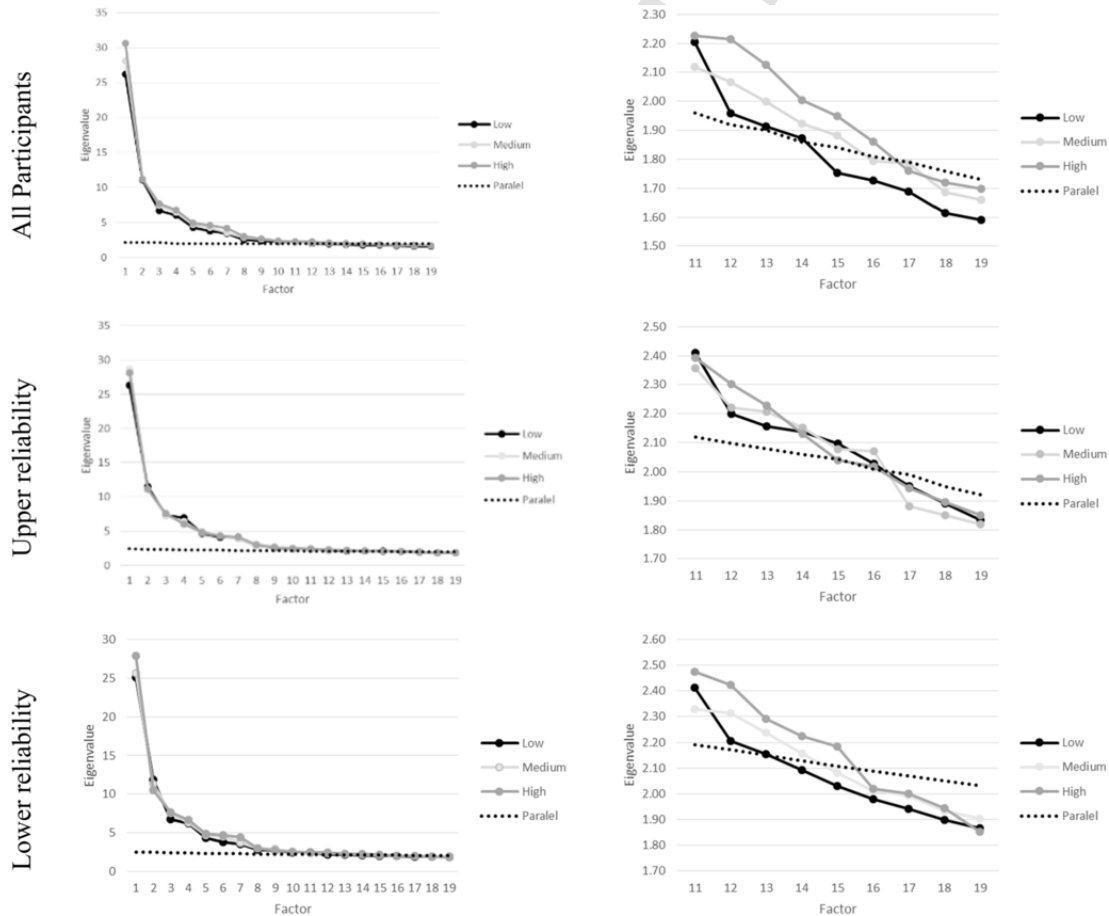 All Participants
35
30
25
20
15
10
5
0
Eigenvalue
1 2 3 4 5 6 7 8 9 10 11 12 13 14 15 16 17 18 19
Factor
Low
Medium
High
Paralel
2.30
2.20
2.10
2.00
1.90
1.80
1.70
1.60
1.50
Eigenvalue
11 12 13 14 15 16 17 18 19
Factor
Low
Medium
High
Paralel
Upper reliability
35
30
25
20
15
10
5
0
Eigenvalue
1 2 3 4 5 6 7 8 9 10 11 12 13 14 15 16 17 18 19
Factor
Low
Medium
High
Paralel
2.50
2.40
2.30
2.20
2.10
2.00
1.90
1.80
1.70
Eigenvalue
11 12 13 14 15 16 17 18 19
Factor
Low
Medium
High
Paralel
Lower reliability
30
25
20
15
10
5
0
Eigenvalue
1 2 3 4 5 6 7 8 9 10 11 12 13 14 15 16 17 18 19
Factor
Low
Medium
High
Paralel
2.60
2.50
2.40
2.30
2.20
2.10
2.00
1.90
1.80
1.70
Eigenvalue
11 12 13 14 15 16 17 18 19
Factor
Low
Medium
High
Paralel